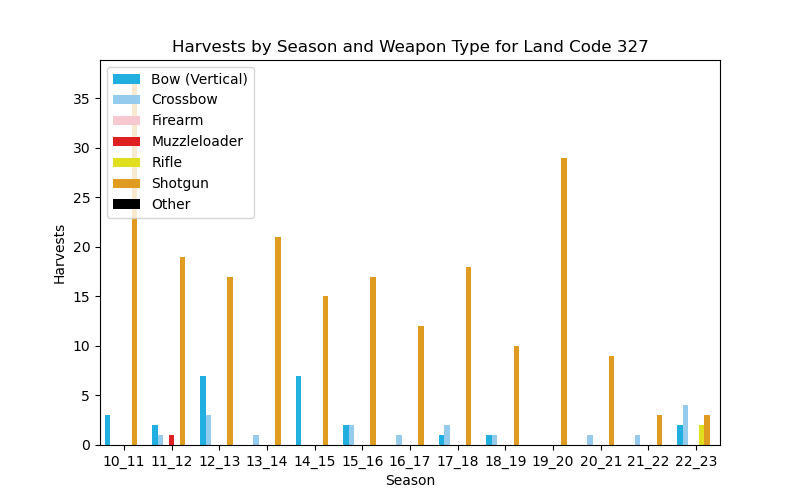 Harvests by Season and Weapon Type for Land Code 327
Bow (Vertical)
Crossbow
Firearm
Muzzleloader
Rifle
Shotgun
Other
35
30
25
20
15
10
5
0
Harvests
10_11 11_12 12_13 13_14 14_15 15_16 16_17 17_18 18_19 19_20 20_21 21_22 22_23
Season